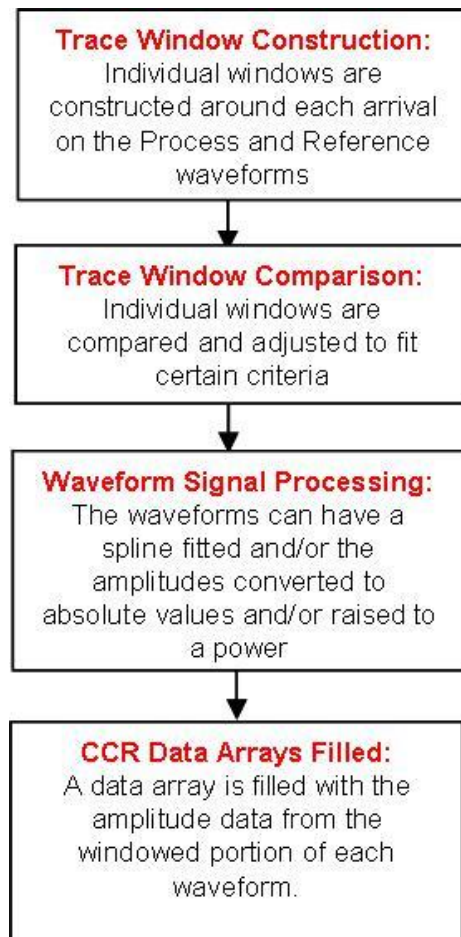 Trace Window Construction:
Individual windows are
constructed around each arrival
on the Process and Reference
waveforms
Trace Window Comparison:
Individual windows are
compared and adjusted to fit
certain criteria
Waveform Signal Processing:
The waveforms can have a
spline fitted and/or the
amplitudes converted to
absolute values and/or raised to
a power
CCR Data Arrays Filled:
A data array is filled with the
amplitude data from the
windowed portion of each
waveform.